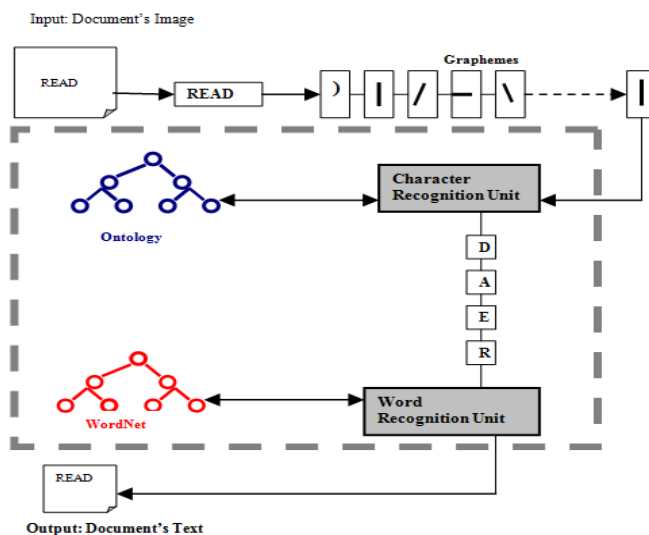 Input: Document's Image
READ
READ
Graphemes
)
|
/
—
\
|
Character
Recognition Unit
Ontology
D
A
E
R
WordNet
Word
Recognition Unit
READ
Output: Document's Text